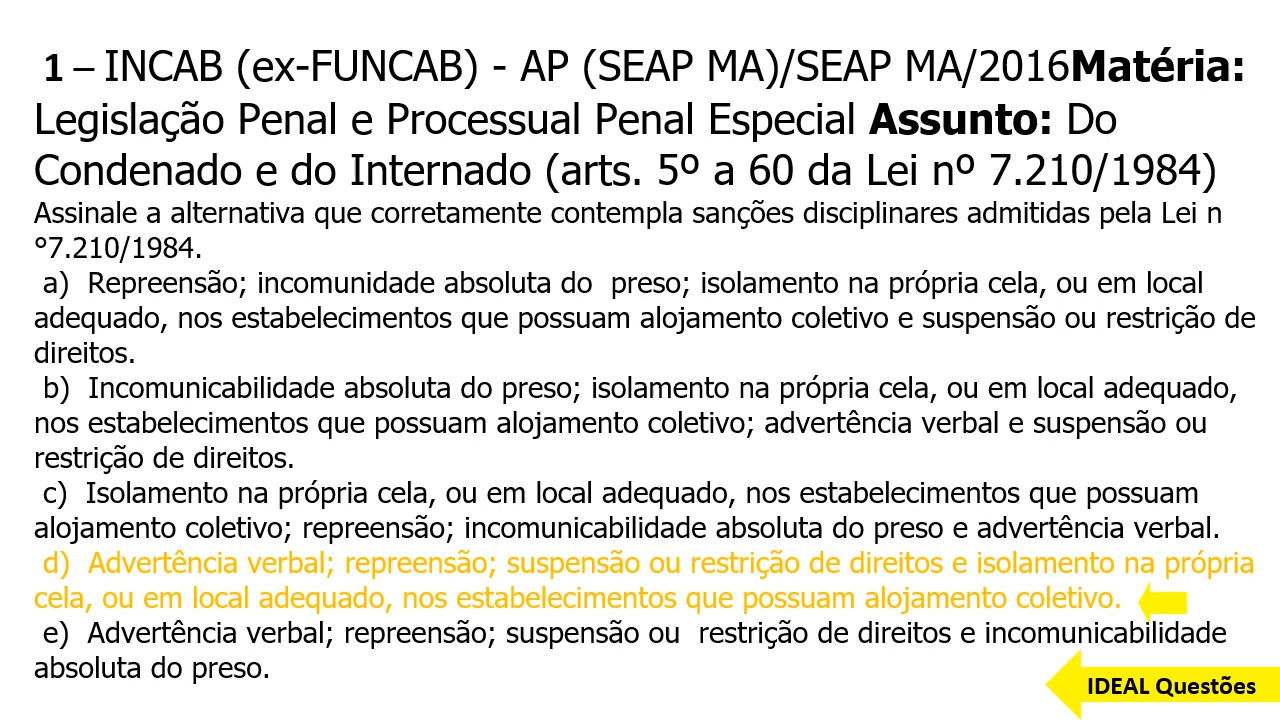 1 – INCAB (ex-FUNCAB) - AP (SEAP MA)/SEAP MA/2016Matéria:
Legislação Penal e Processual Penal Especial Assunto: Do
Condenado e do Internado (arts. 5º a 60 da Lei nº 7.210/1984)
Assinale a alternativa que corretamente contempla sanções disciplinares admitidas pela Lei n
°7.210/1984.
a) Repreensão; incomunidade absoluta do preso; isolamento na própria cela, ou em local
adequado, nos estabelecimentos que possuam alojamento coletivo e suspensão ou restrição de
direitos.
b) Incomunicabilidade absoluta do preso; isolamento na própria cela, ou em local adequado,
nos estabelecimentos que possuam alojamento coletivo; advertência verbal e suspensão ou
restrição de direitos.
c) Isolamento na própria cela, ou em local adequado, nos estabelecimentos que possuam
alojamento coletivo; repreensão; incomunicabilidade absoluta do preso e advertência verbal.
d) Advertência verbal; repreensão; suspensão ou restrição de direitos e isolamento na própria
cela, ou em local adequado, nos estabelecimentos que possuam alojamento coletivo.
e) Advertência verbal; repreensão; suspensão ou restrição de direitos e incomunicabilidade
absoluta do preso.
IDEAL Questões